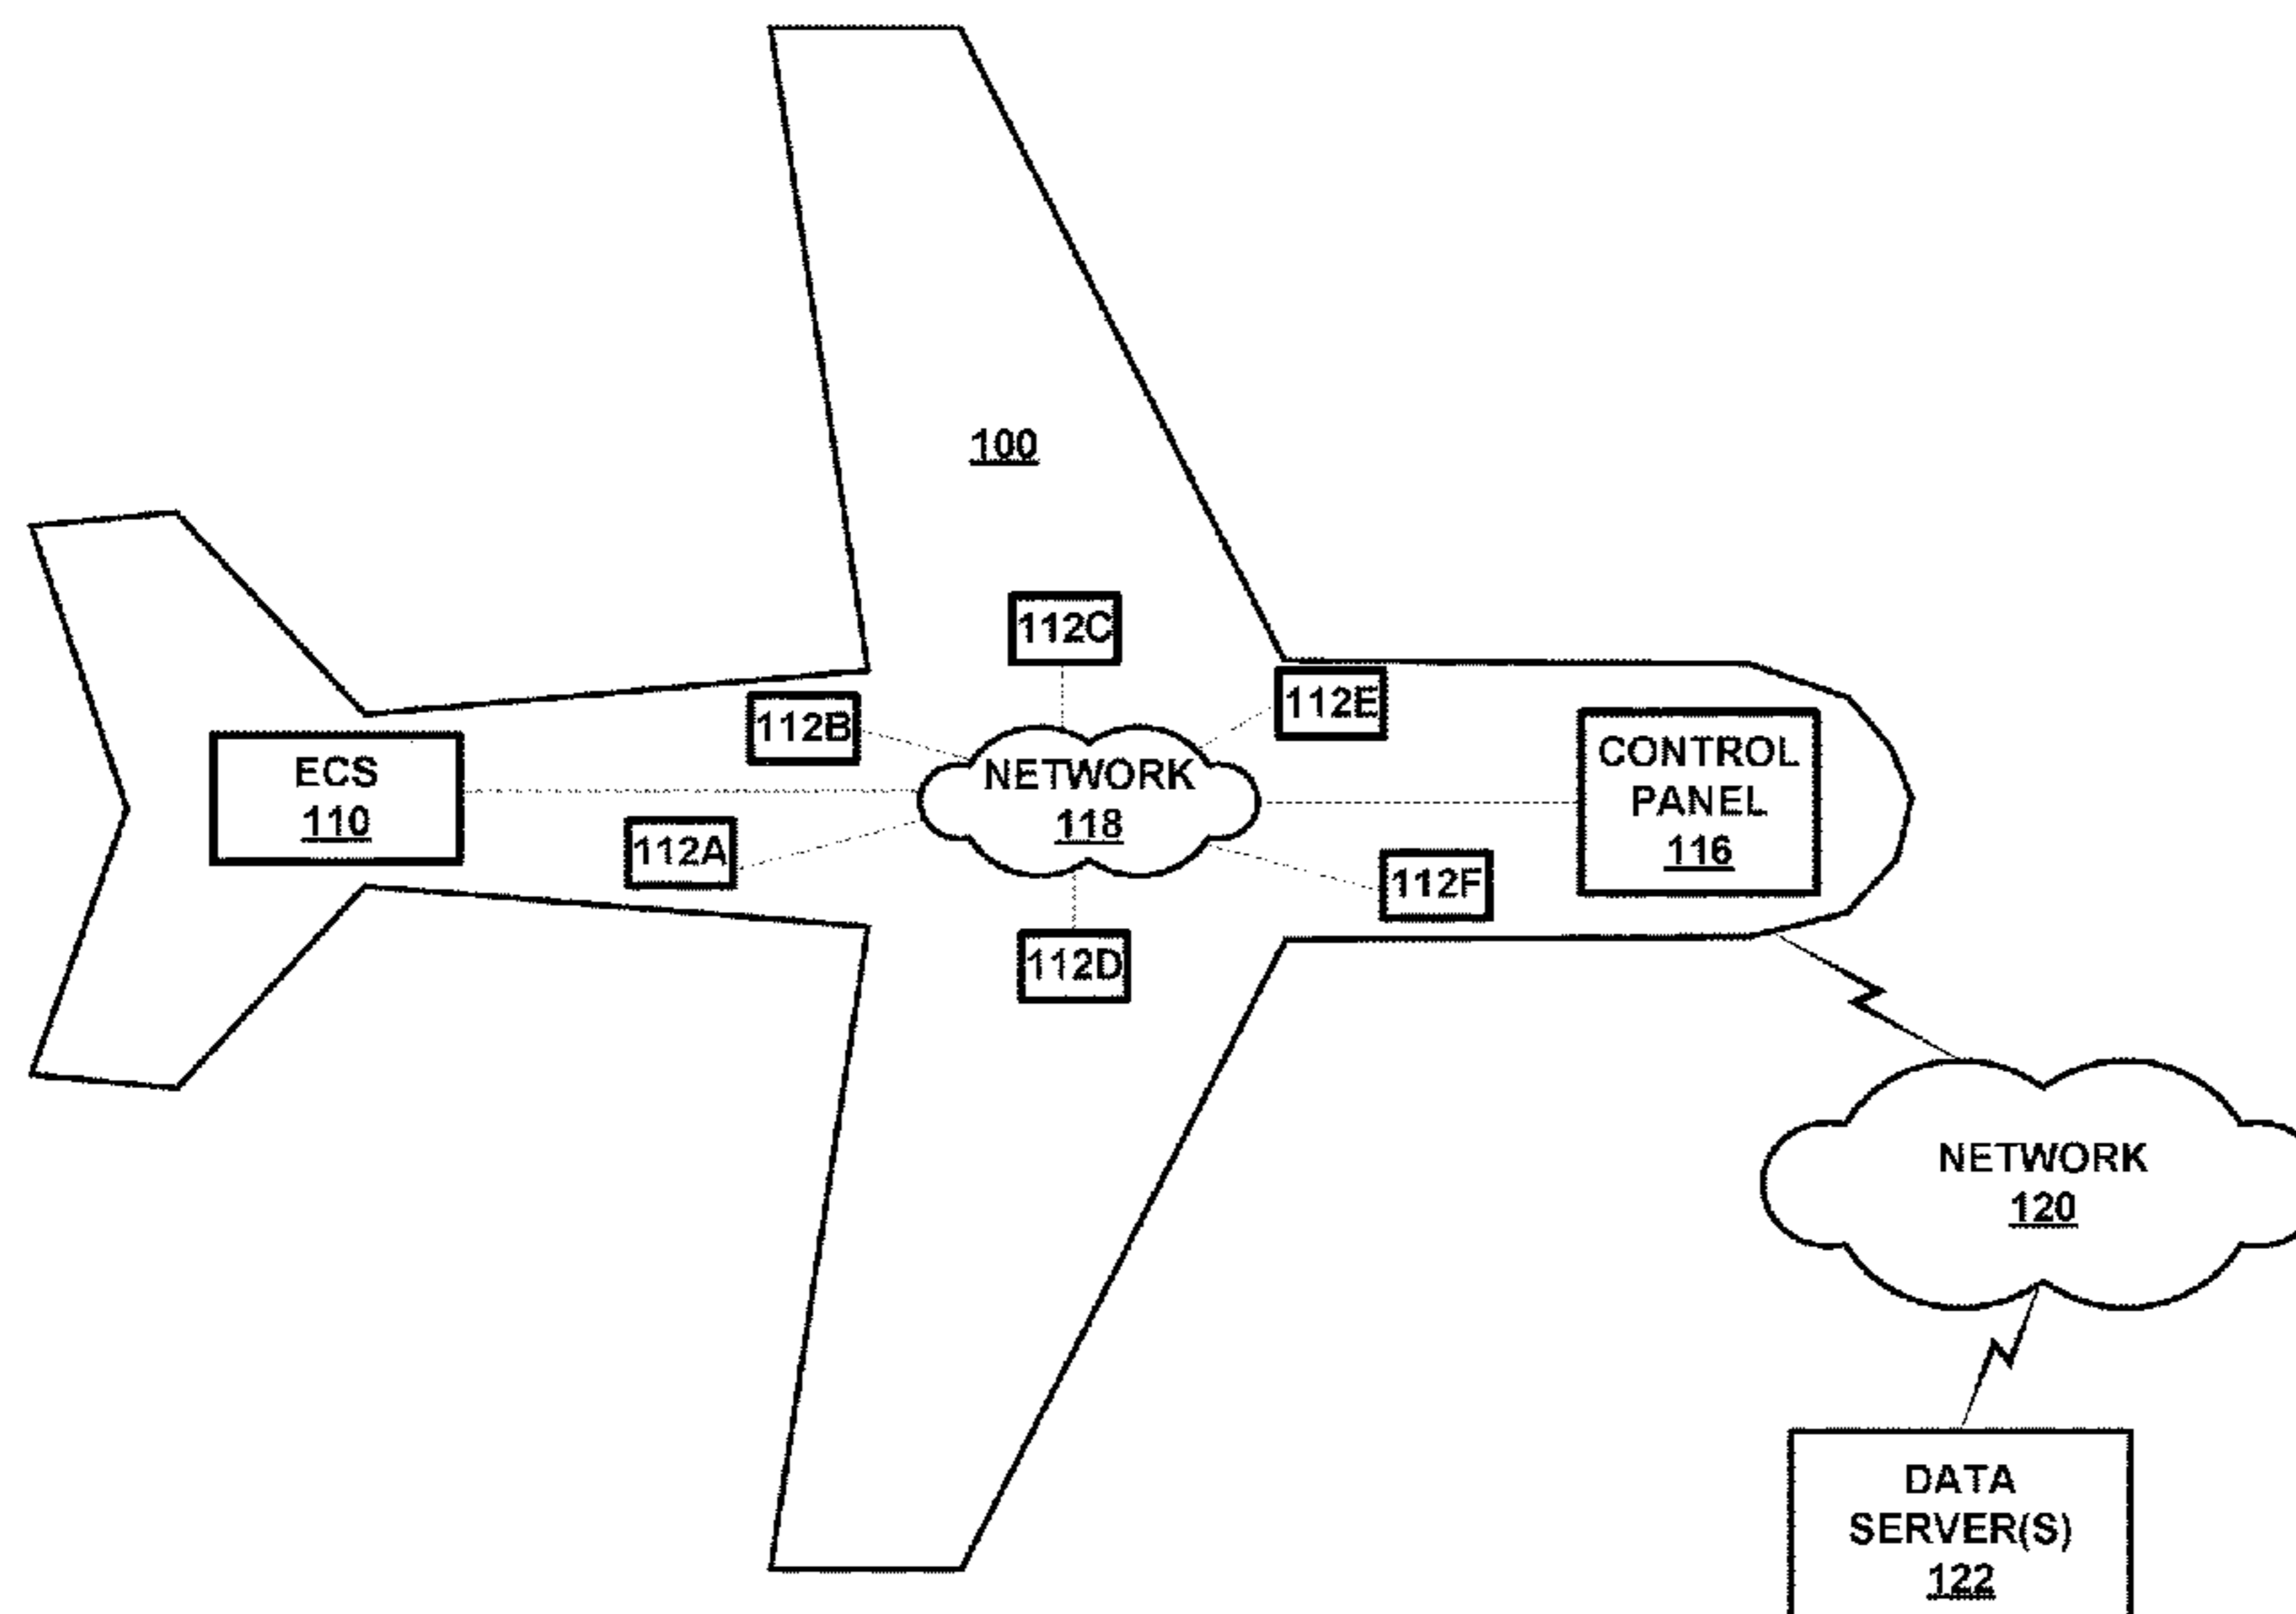 100
112C
112B
112E
ECS
110
NETWORK
118
CONTROL
PANEL
116
112A
112F
112D
NETWORK
120
DATA
SERVER(S)
122